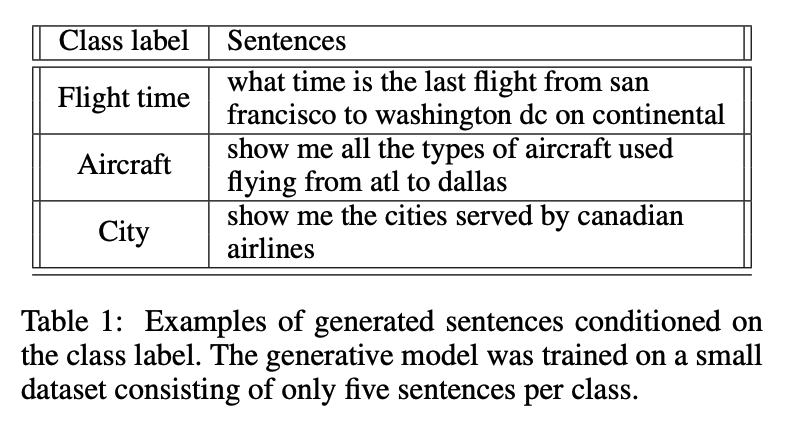 Class label Sentences
what time is the last flight from san
Flight time
francisco to washington dc on continental
show me all the types of aircraft used
Aircraft
flying from atl to dallas
show me the cities served by canadian
City
airlines
Table 1: Examples of generated sentences conditioned on
the class label. The generative model was trained on a small
dataset consisting of only five sentences per class.